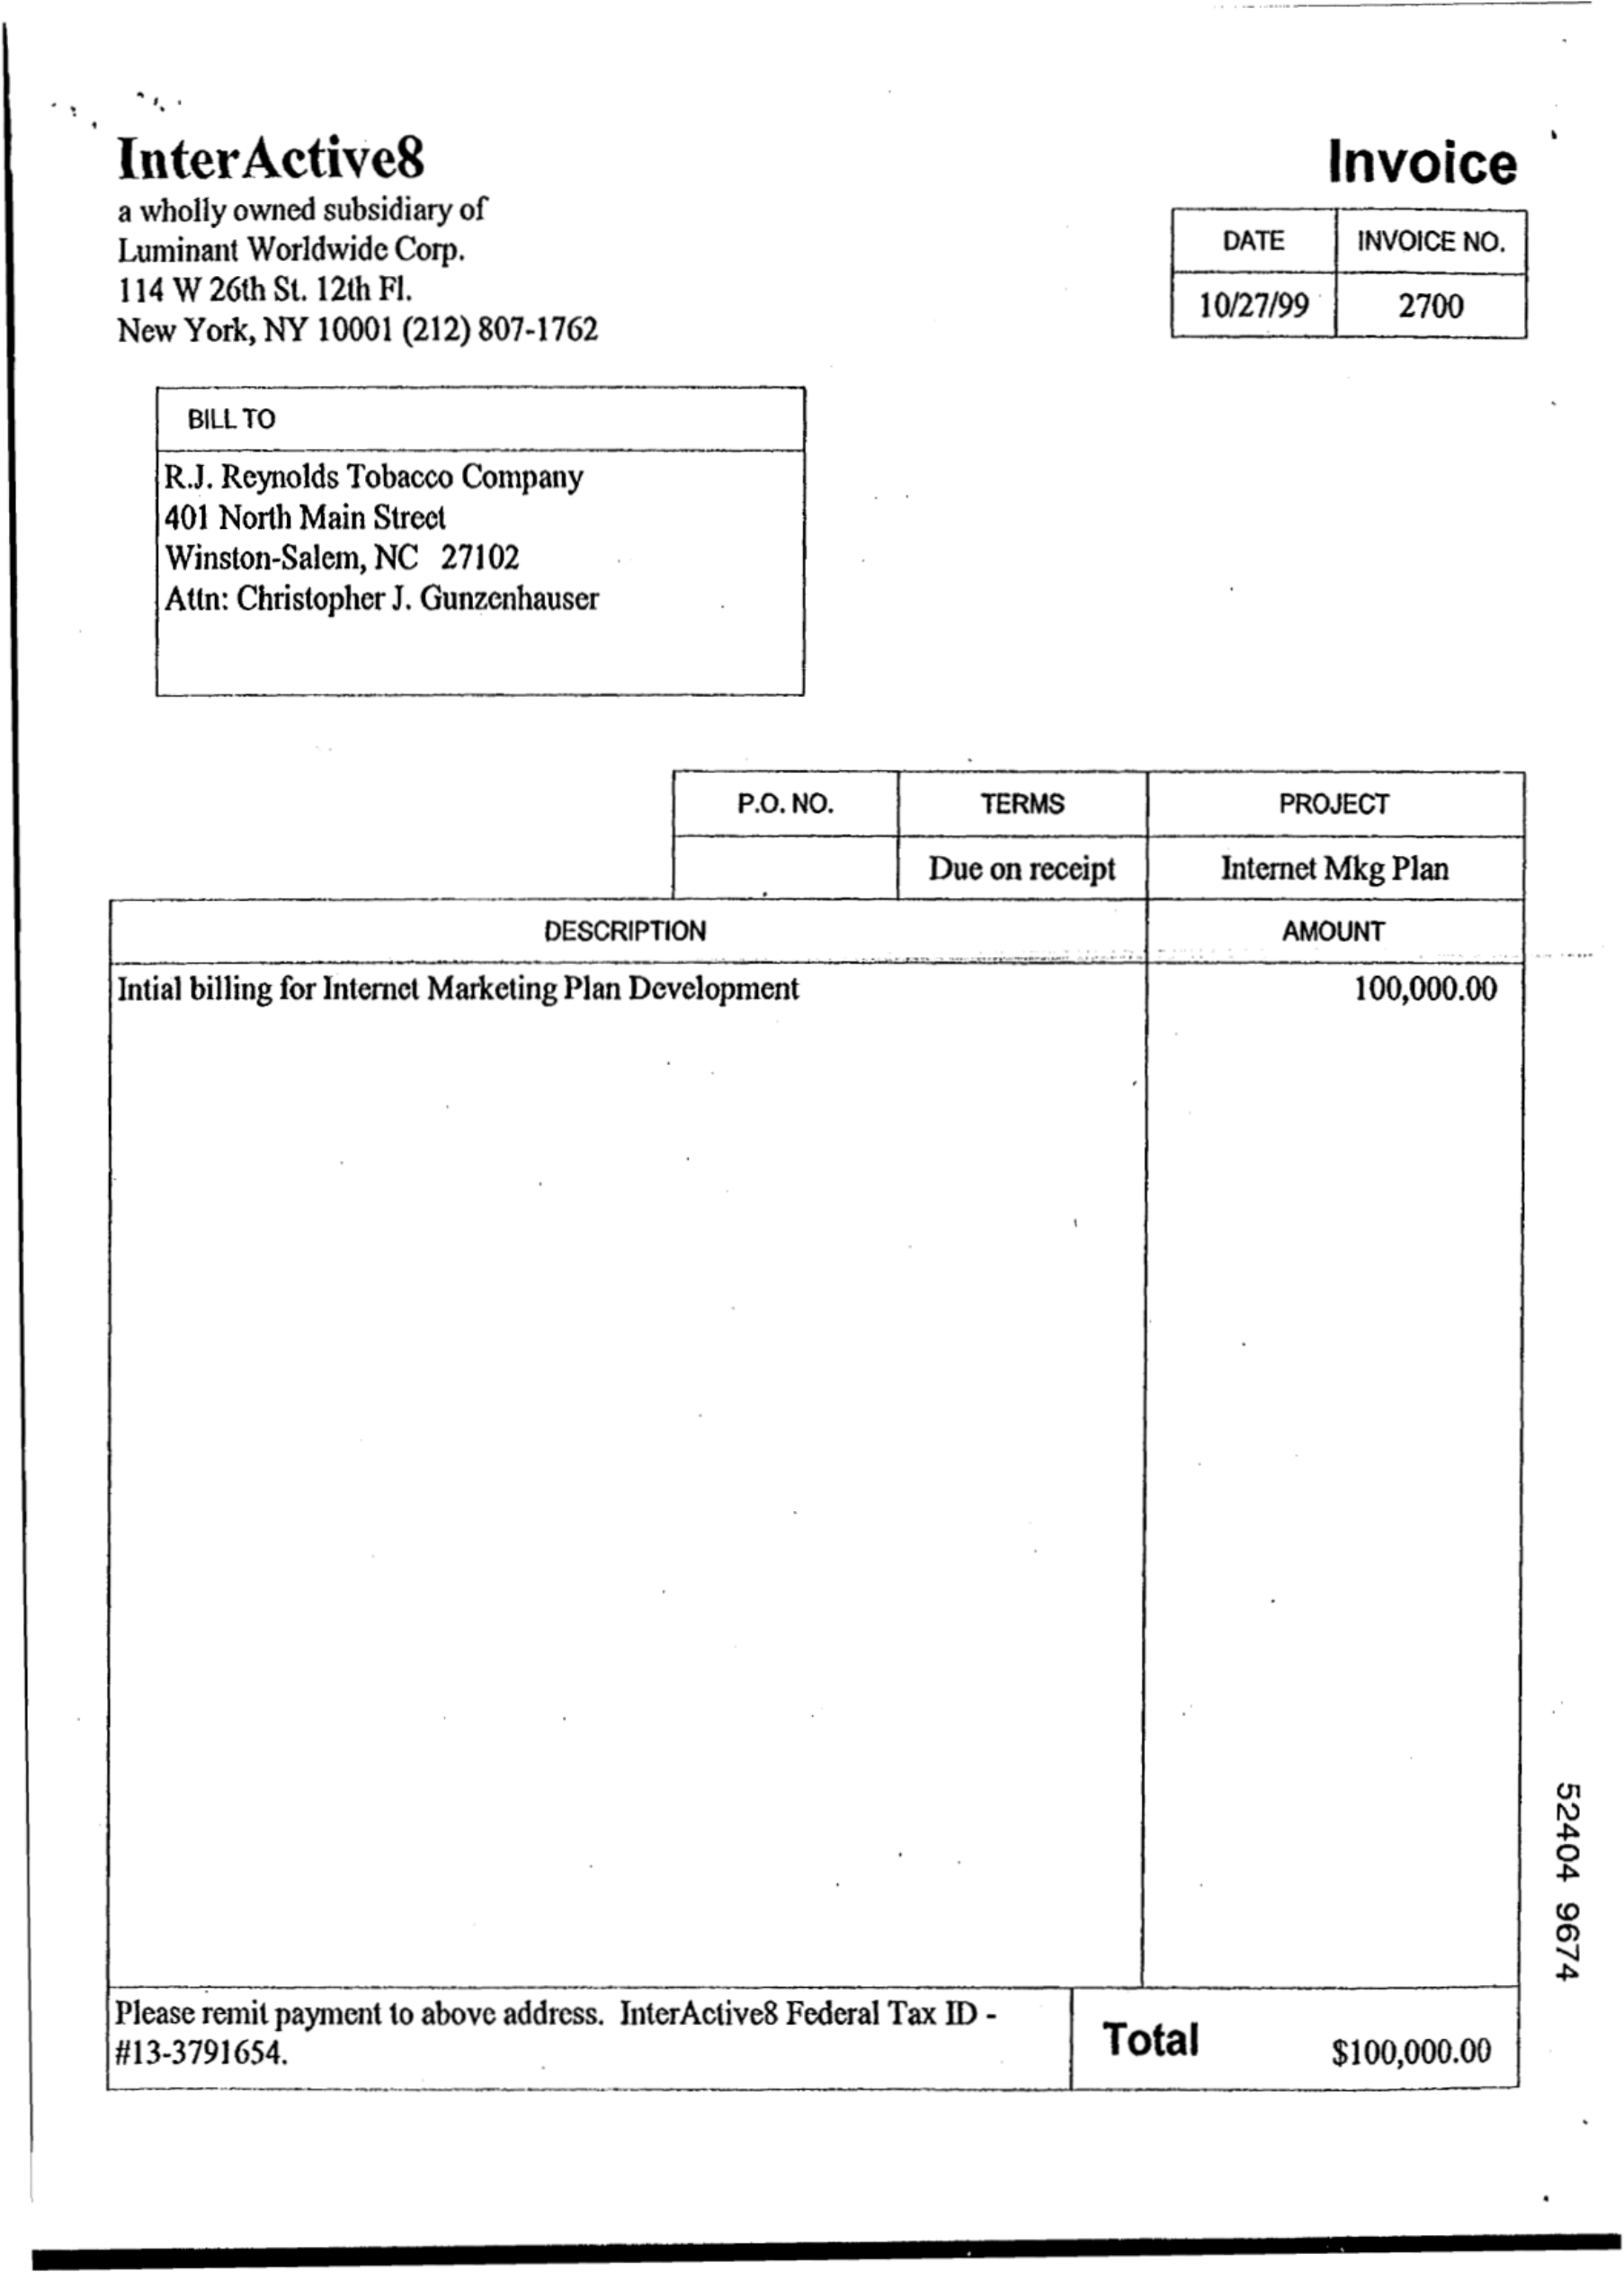 InterActive8
a wholly owned subsidiary of
Luminant Worldwide Corp.
114 W 26th St. 12th Fl.
New York, NY 10001 (212) 807-1762
Invoice
DATE INVOICE NO.
10/27/99 2700
BILL TO
R.J. Reynolds Tobacco Company
401 North Main Street
Winston-Salem, NC 27102
Attn: Christopher J. Gunzenhauser
P.O. NO. TERMS PROJECT
Due on receipt Internet Mkg Plan
DESCRIPTION AMOUNT
Intial billing for Internet Marketing Plan Development 100,000.00
Please remit payment to above address. InterActive8 Federal Tax ID -
#13-3791654.
Total $100,000.00
52404 9674